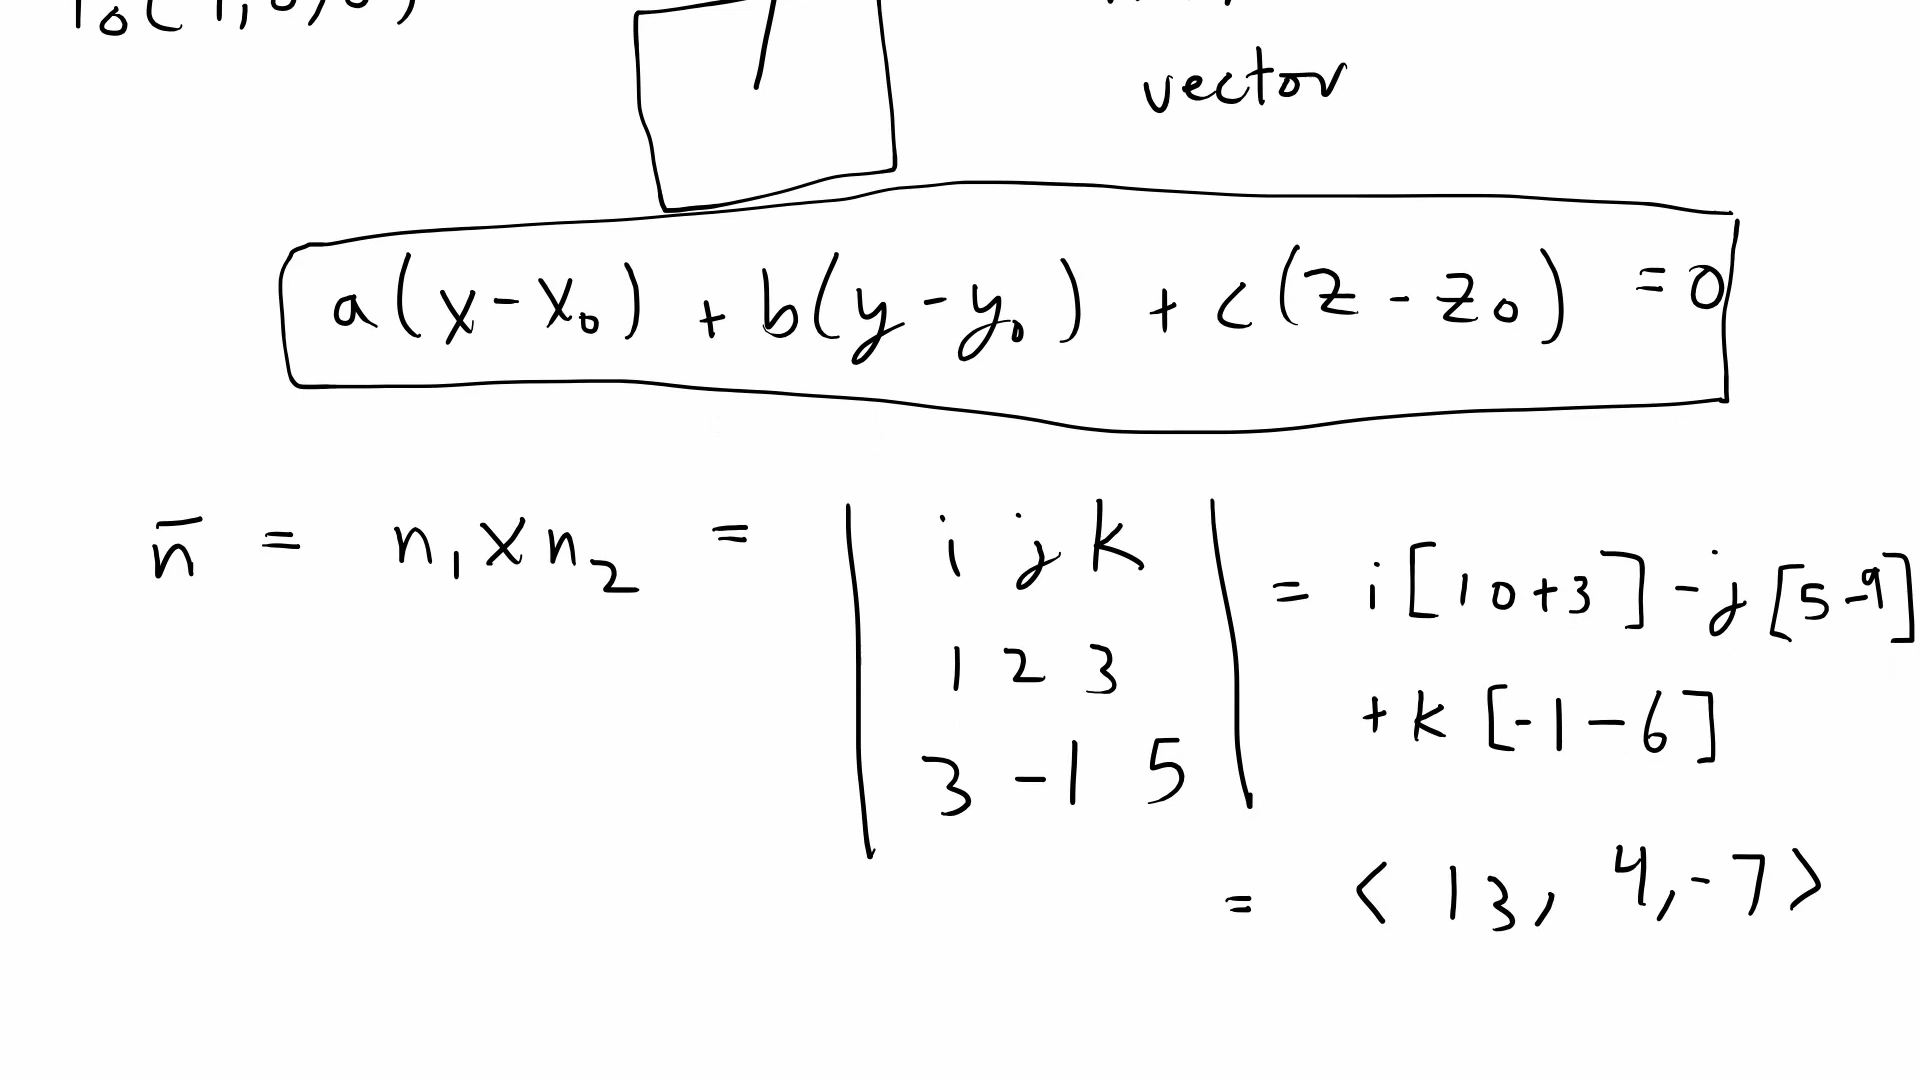 vector
a(x-x₀) + b(y-y₀) + c(z-z₀) = 0
n̄ = n₁ x n₂ = | i j k | = i[10+3] - j[5-9]
1 2 3
+ k [-1-6]
3 -1 5
= < 13, 4, -7 >